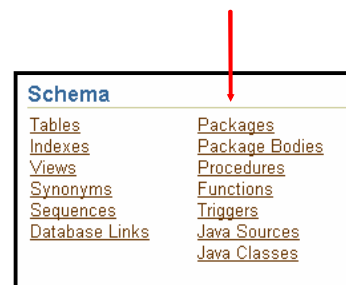 Schema
Tables
Indexes
Views
Synonyms
Sequences
Database Links
Packages
Package Bodies
Procedures
Functions
Triggers
Java Sources
Java Classes